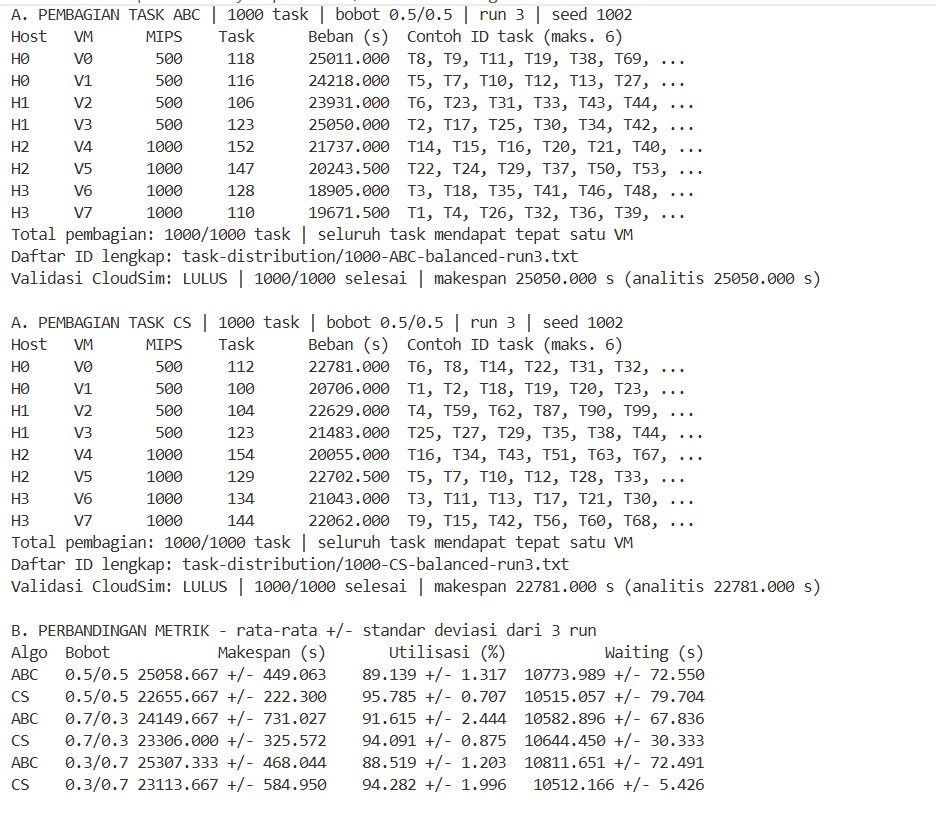 A. PEMBAGIAN TASK ABC | 1000 task | bobot 0.5/0.5 | run 3 | seed 1002
Host VM MIPS Task Beban (s) Contoh ID task (maks. 6)
H0 V0 500 118 25011.000 T8, T9, T11, T19, T38, T69, ...
H0 V1 500 116 24218.000 T5, T7, T10, T12, T13, T27, ...
H1 V2 500 106 23931.000 T6, T23, T31, T33, T43, T44, ...
H1 V3 500 123 25050.000 T2, T17, T25, T30, T34, T42, ...
H2 V4 1000 152 21737.000 T14, T15, T16, T20, T21, T40, ...
H2 V5 1000 147 20243.500 T22, T24, T29, T37, T50, T53, ...
H3 V6 1000 128 18905.000 T3, T18, T35, T41, T46, T48, ...
H3 V7 1000 110 19671.500 T1, T4, T26, T32, T36, T39, ...
Total pembagian: 1000/1000 task | seluruh task mendapat tepat satu VM
Daftar ID lengkap: task-distribution/1000-ABC-balanced-run3.txt
Validasi CloudSim: LULUS | 1000/1000 selesai | makespan 25050.000 s (analitis 25050.000 s)
A. PEMBAGIAN TASK CS | 1000 task | bobot 0.5/0.5 | run 3 | seed 1002
Host VM MIPS Task Beban (s) Contoh ID task (maks. 6)
H0 V0 500 112 22781.000 T6, T8, T14, T22, T31, T32, ...
H0 V1 500 100 20706.000 T1, T2, T18, T19, T20, T23, ...
H1 V2 500 104 22629.000 T4, T59, T62, T87, T90, T99, ...
H1 V3 500 123 21483.000 T25, T27, T29, T35, T38, T44, ...
H2 V4 1000 154 20055.000 T16, T34, T43, T51, T63, T67, ...
H2 V5 1000 129 22702.500 T5, T7, T10, T12, T28, T33, ...
H3 V6 1000 134 21043.000 T3, T11, T13, T17, T21, T30, ...
H3 V7 1000 144 22062.000 T9, T15, T42, T56, T60, T68, ...
Total pembagian: 1000/1000 task | seluruh task mendapat tepat satu VM
Daftar ID lengkap: task-distribution/1000-CS-balanced-run3.txt
Validasi CloudSim: LULUS | 1000/1000 selesai | makespan 22781.000 s (analitis 22781.000 s)
B. PERBANDINGAN METRIK - rata-rata +/- standar deviasi dari 3 run
Algo Bobot Makespan (s) Utilisasi (%) Waiting (s)
ABC 0.5/0.5 25058.667 +/- 449.063 89.139 +/- 1.317 10773.989 +/- 72.550
CS 0.5/0.5 22655.667 +/- 222.300 95.785 +/- 0.707 10515.057 +/- 79.704
ABC 0.7/0.3 24149.667 +/- 731.027 91.615 +/- 2.444 10582.896 +/- 67.836
CS 0.7/0.3 23306.000 +/- 325.572 94.091 +/- 0.875 10644.450 +/- 30.333
ABC 0.3/0.7 25307.333 +/- 468.044 88.519 +/- 1.203 10811.651 +/- 72.491
CS 0.3/0.7 23113.667 +/- 584.950 94.282 +/- 1.996 10512.166 +/- 5.426